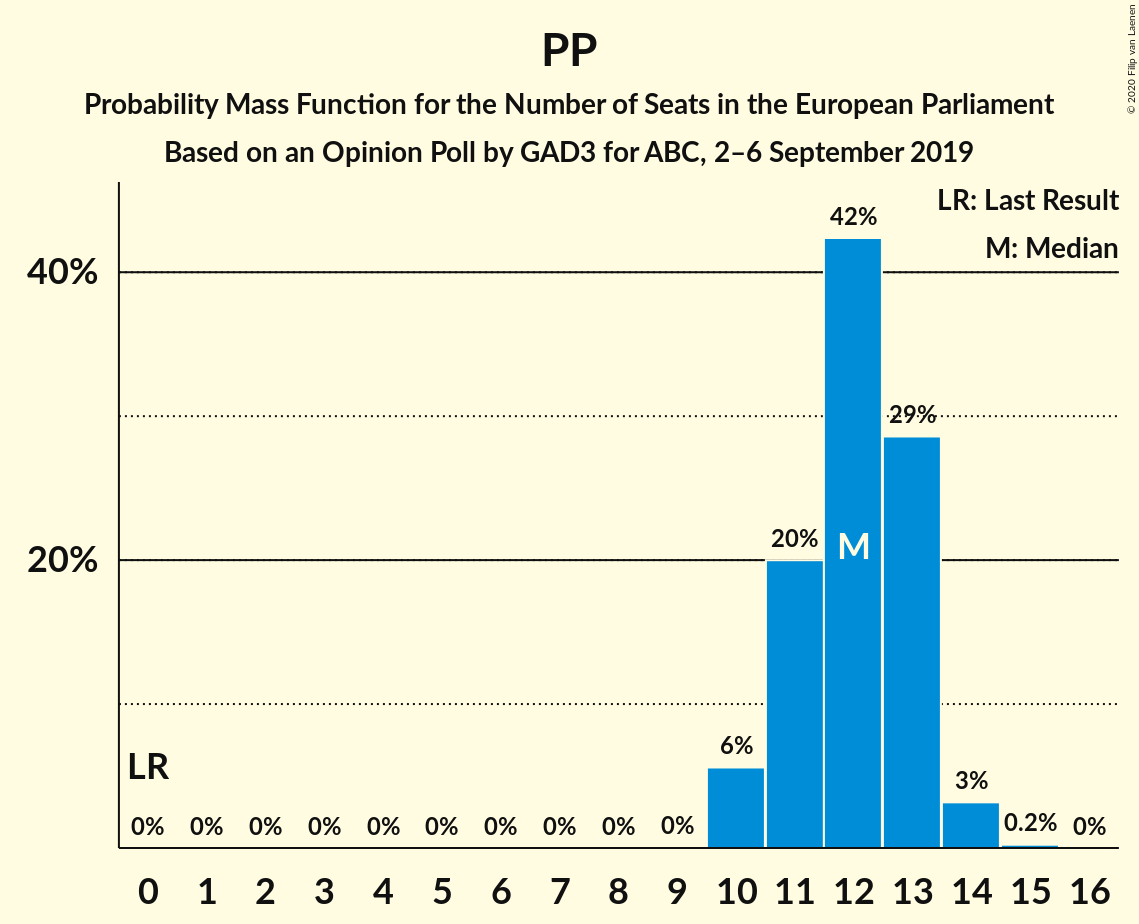 PP
Probability Mass Function for the Number of Seats in the European Parliament
Based on an Opinion Poll by GAD3 for ABC, 2–6 September 2019
© 2020 Filip van Laenen
LR: Last Result
M: Median
42%
40%
29%
20%
20%
M
6%
LR
3%
0% 0% 0% 0% 0% 0% 0% 0% 0% 0% 0.2% 0%
0 1 2 3 4 5 6 7 8 9 10 11 12 13 14 15 16